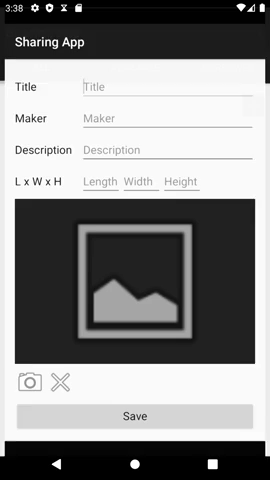 3:38
Sharing App
Title Title
Maker Maker
Description Description
L x W x H Length Width Height
Save